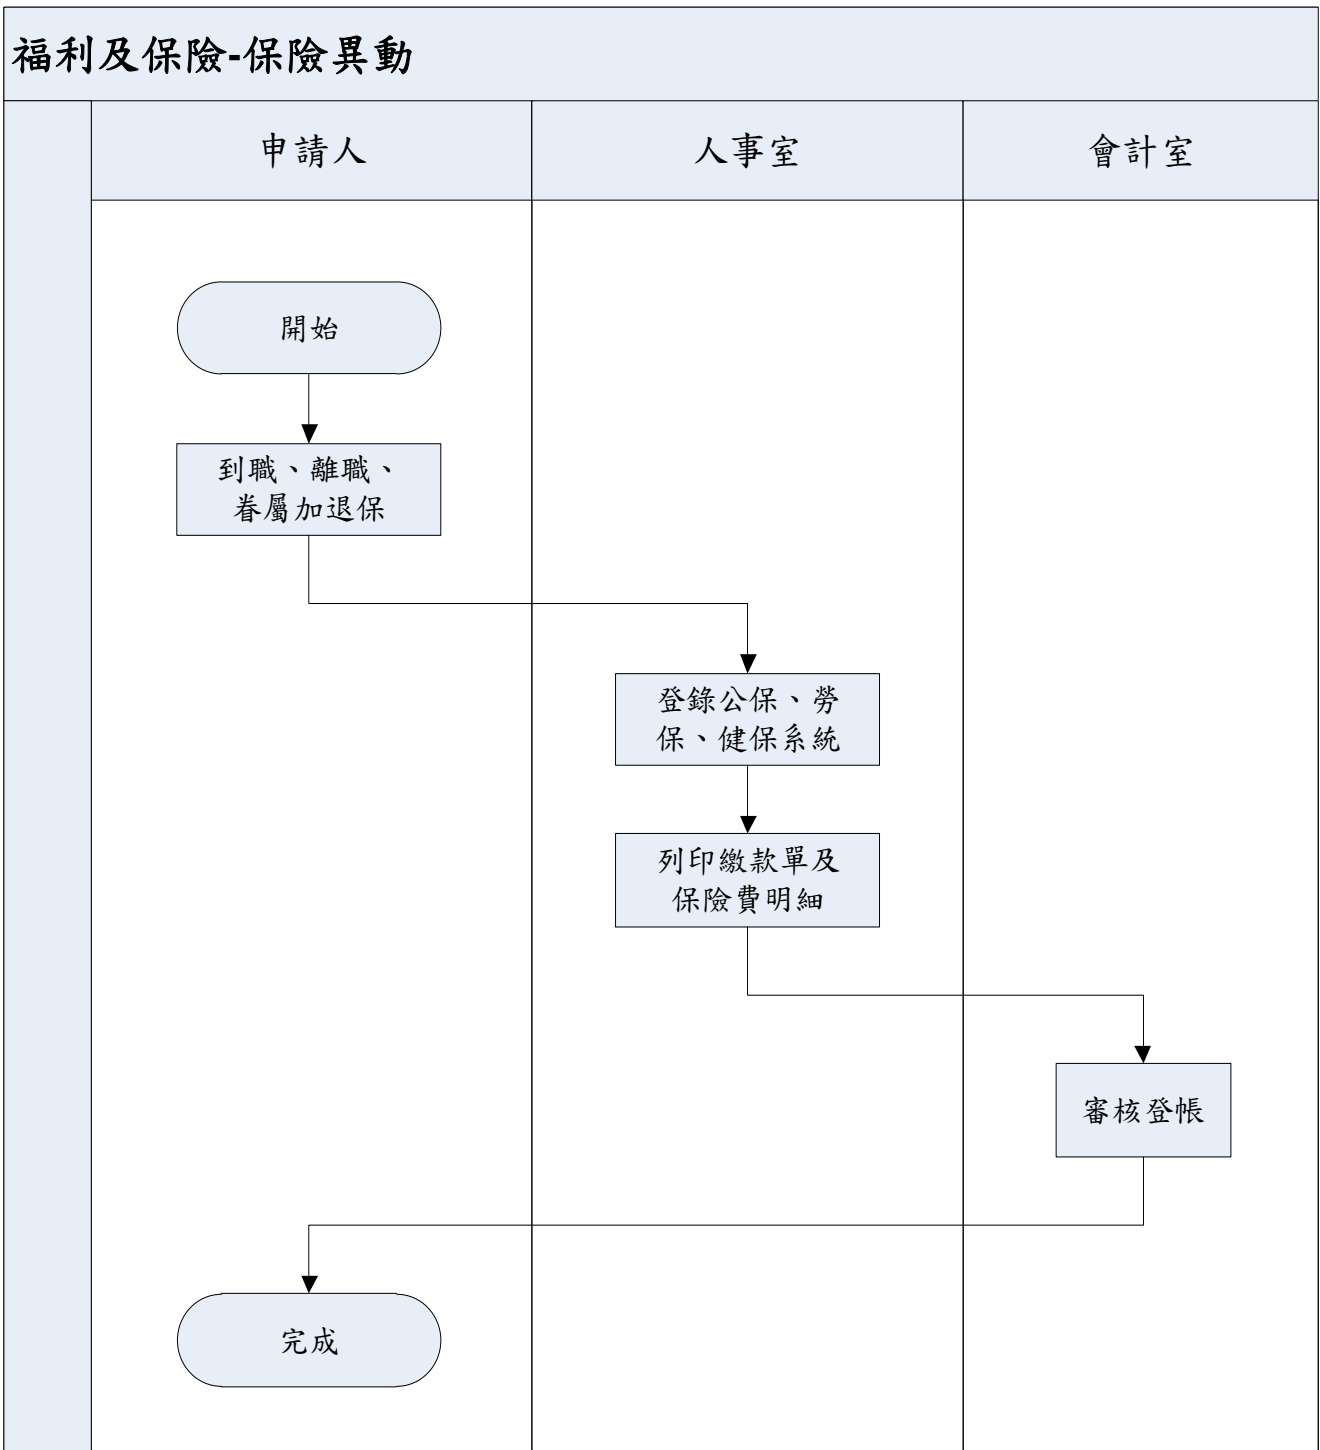 福利及保險-保險異動
申請人
人事室
會計室
開始
到職、離職、
眷屬加退保
登錄公保、勞
保、健保系統
列印繳款單及
保險費明細
審核登帳
完成